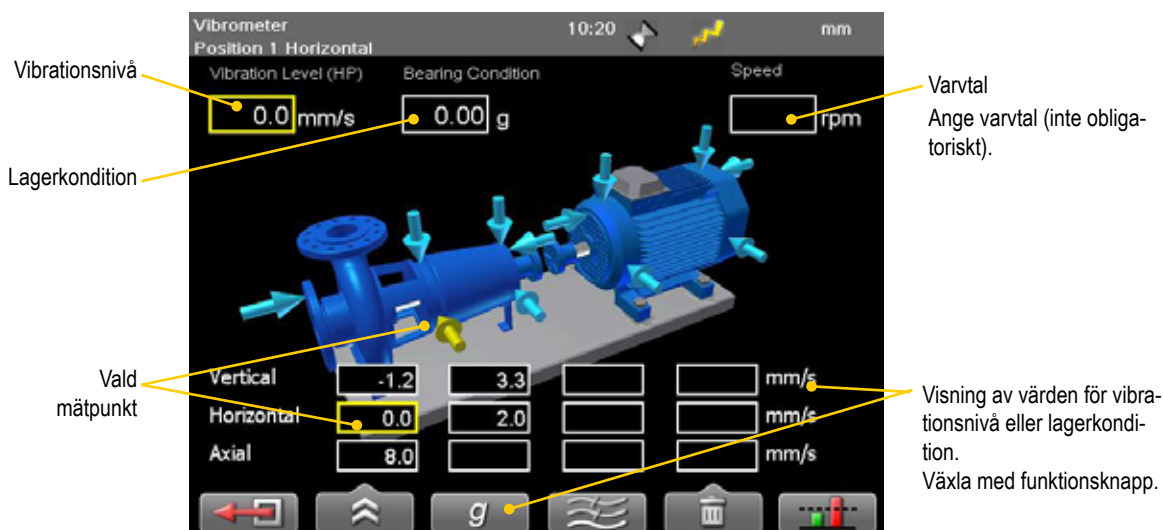 Vibrometer
Position 1 Horizontal
10:20
mm
Vibration Level (HP)
Bearing Condition
Speed
0.0 mm/s
0.00 g
rpm
Vibrationsnivå
Lagerkondition
Varvtal
Ange varvtal (inte obliga-
toriskt).
Vald
mätpunkt
Vertical -1.2 3.3 mm/s
Horizontal 0.0 2.0 mm/s
Axial 8.0 mm/s
g
Visning av värden för vibra-
tionsnivå eller lagerkondi-
tion.
Växla med funktionsknapp.